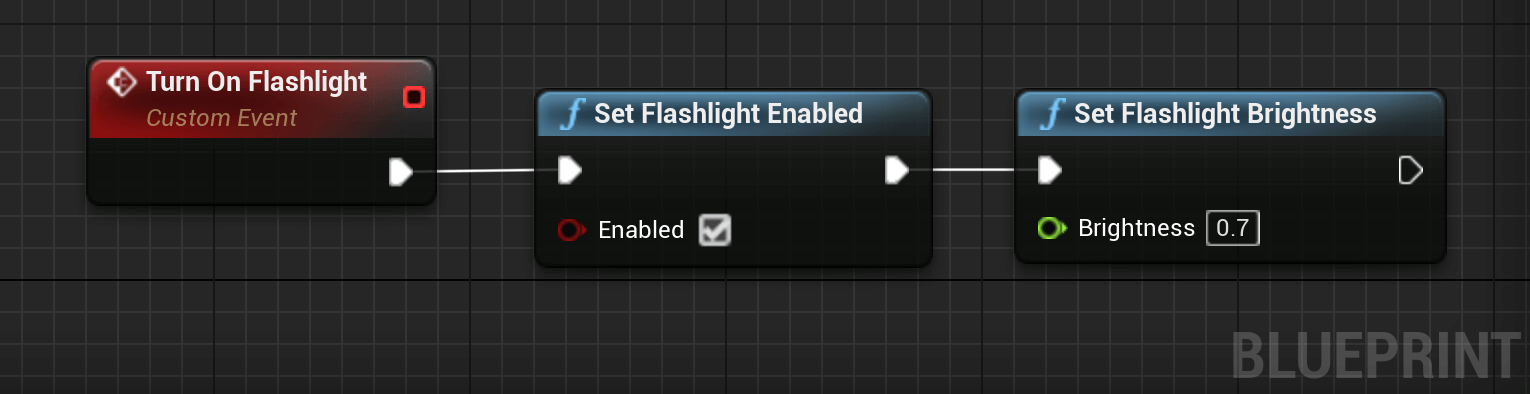 Turn On Flashlight
Custom Event
Set Flashlight Enabled
Enabled
Set Flashlight Brightness
Brightness 0.7
BLUEPRINT